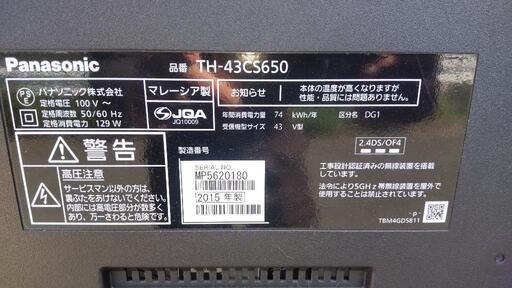 Panasonic
品番 TH-43CS650
パナソニック株式会社
定格電圧 100V～
定格周波数 50/60 Hz
定格消費電力 129 W
マレーシア製
JQA
JQ10009
お知らせ
本体の温度が高くなりますが
性能・品質には問題ありません。
年間消費電力量 74 kWh/年 区分名 DG1
受信機型サイズ 43 V型
警告
高圧注意
サービスマン以外の方は、
裏ぶたをあけないでください。
内部には高電圧部分が数多く
あり、万一さわると危険です。
製造番号
SERIAL NO.
MP5620180
2015年製
2.4DS/OF4
工事設計認証済みの無線装置を搭載
しています。
法令により5GHz帯無線装置を屋外
で使用することは禁止されています。
- P -
TBM4GD5811